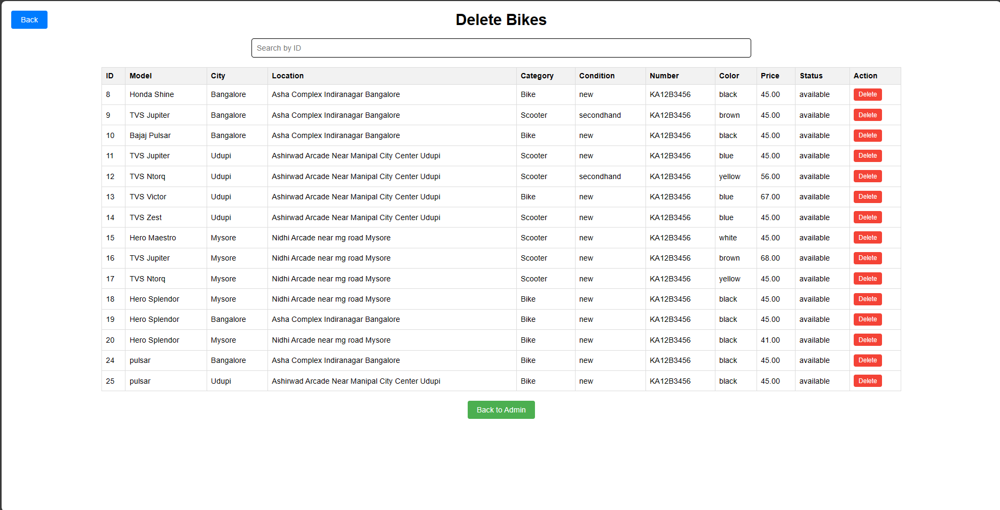 Back
Delete Bikes
Search by ID
ID Model City Location Category Condition Number Color Price Status Action
8 Honda Shine Bangalore Asha Complex Indiranagar Bangalore Bike new KA12B3456 black 45.00 available Delete
9 TVS Jupiter Bangalore Asha Complex Indiranagar Bangalore Scooter secondhand KA12B3456 brown 45.00 available Delete
10 Bajaj Pulsar Bangalore Asha Complex Indiranagar Bangalore Bike new KA12B3456 black 45.00 available Delete
11 TVS Jupiter Udupi Ashirwad Arcade Near Manipal City Center Udupi Scooter new KA12B3456 blue 45.00 available Delete
12 TVS Ntorq Udupi Ashirwad Arcade Near Manipal City Center Udupi Scooter secondhand KA12B3456 yellow 56.00 available Delete
13 TVS Victor Udupi Ashirwad Arcade Near Manipal City Center Udupi Bike new KA12B3456 blue 67.00 available Delete
14 TVS Zest Udupi Ashirwad Arcade Near Manipal City Center Udupi Scooter new KA12B3456 blue 45.00 available Delete
15 Hero Maestro Mysore Nidhi Arcade near mg road Mysore Scooter new KA12B3456 white 45.00 available Delete
16 TVS Jupiter Mysore Nidhi Arcade near mg road Mysore Scooter new KA12B3456 brown 68.00 available Delete
17 TVS Ntorq Mysore Nidhi Arcade near mg road Mysore Scooter new KA12B3456 yellow 45.00 available Delete
18 Hero Splendor Mysore Nidhi Arcade near mg road Mysore Bike new KA12B3456 black 45.00 available Delete
19 Hero Splendor Bangalore Asha Complex Indiranagar Bangalore Bike new KA12B3456 black 45.00 available Delete
20 Hero Splendor Mysore Nidhi Arcade near mg road Mysore Bike new KA12B3456 black 41.00 available Delete
24 pulsar Bangalore Asha Complex Indiranagar Bangalore Bike new KA12B3456 black 45.00 available Delete
25 pulsar Udupi Ashirwad Arcade Near Manipal City Center Udupi Bike new KA12B3456 black 45.00 available Delete
Back to Admin